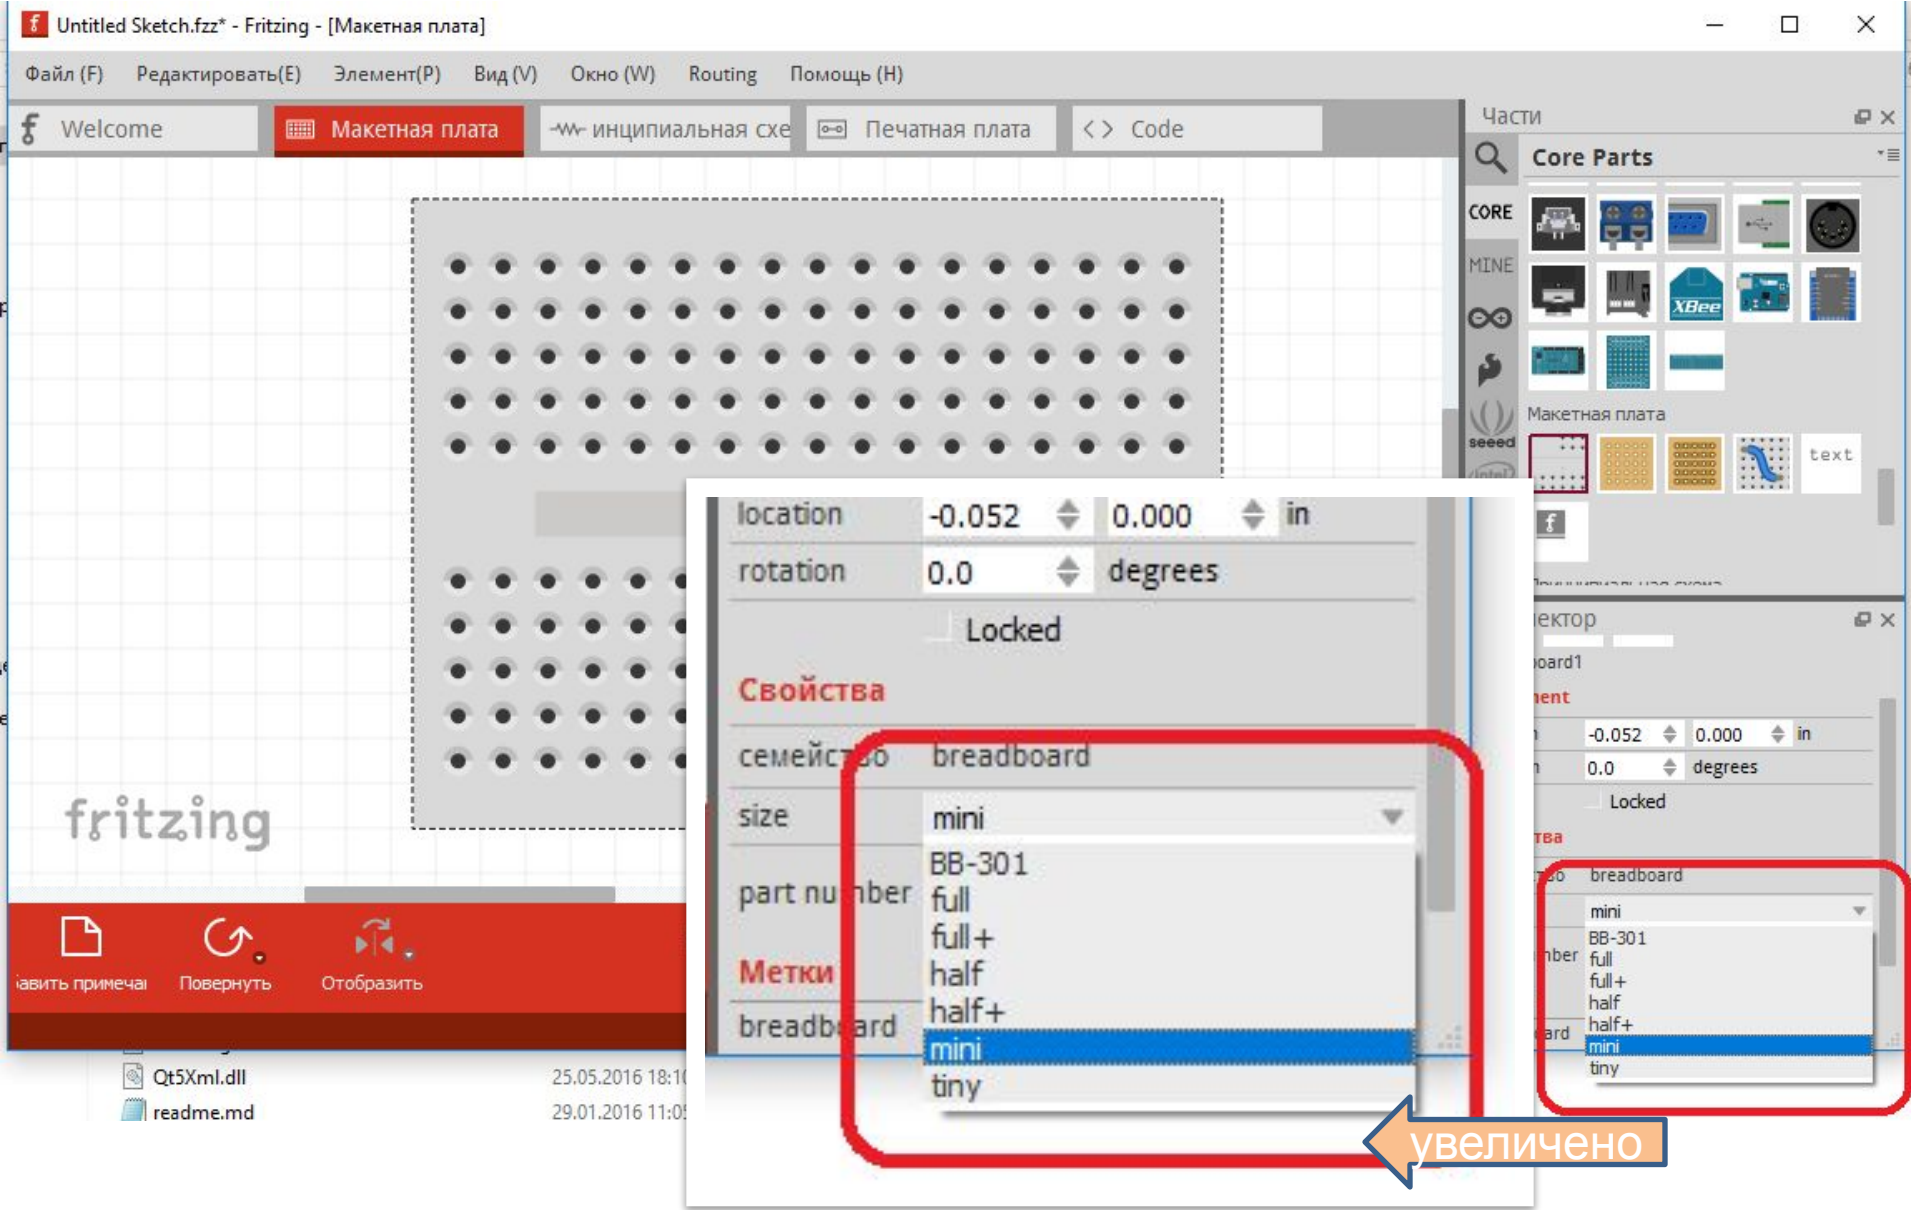 Untitled Sketch.fzz* - Fritzing - [Макетная плата]
Файл (F) Редактировать(E) Элемент(P) Вид (V) Окно (W) Routing Помощь (H)
Welcome Макетная плата инципиальная схе Печатная плата <> Code
Части
Core Parts
CORE
MINE
XBee
Макетная плата
seeed
text
intel
fritzing
location -0.052 0.000 in
rotation 0.0 degrees
Locked
Свойства
семейство breadboard
size mini
BB-301
part number full
full+
Метки half
half+
breadboard mini
tiny
увеличено
ектор
board1
ment
-0.052 0.000 in
0.0 degrees
Locked
тва
тво breadboard
mini
BB-301
nber full
full+
half
half+
ard mini
tiny
авить примеча Повернуть Отобразить
Qt5Xml.dll 25.05.2016 18:1
readme.md 29.01.2016 11:0